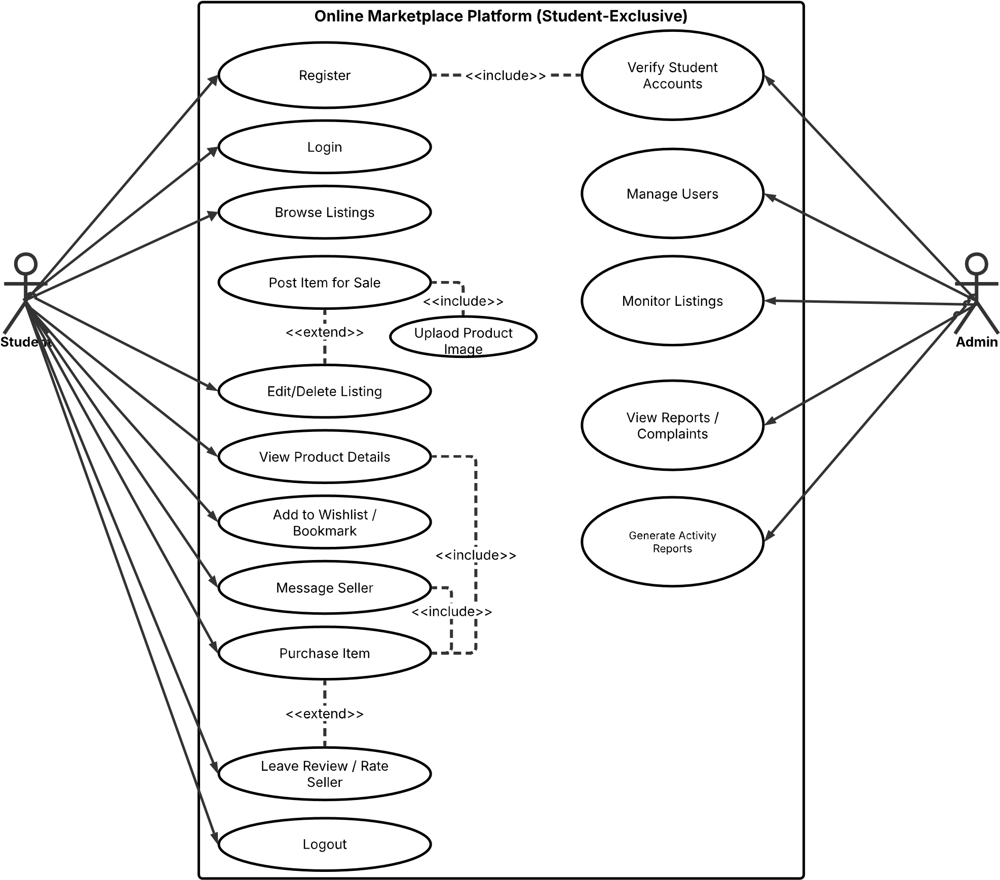 Online Marketplace Platform (Student-Exclusive)
Register
<<include>>
Verify Student
Accounts
Login
Browse Listings
Manage Users
Post Item for Sale
<<include>>
Monitor Listings
<<extend>>
Uplaod Product
Image
Student
Admin
Edit/Delete Listing
View Reports /
Complaints
View Product Details
Add to Wishlist /
Bookmark
Generate Activity
Reports
<<include>>
Message Seller
<<include>>
Purchase Item
<<extend>>
Leave Review / Rate
Seller
Logout